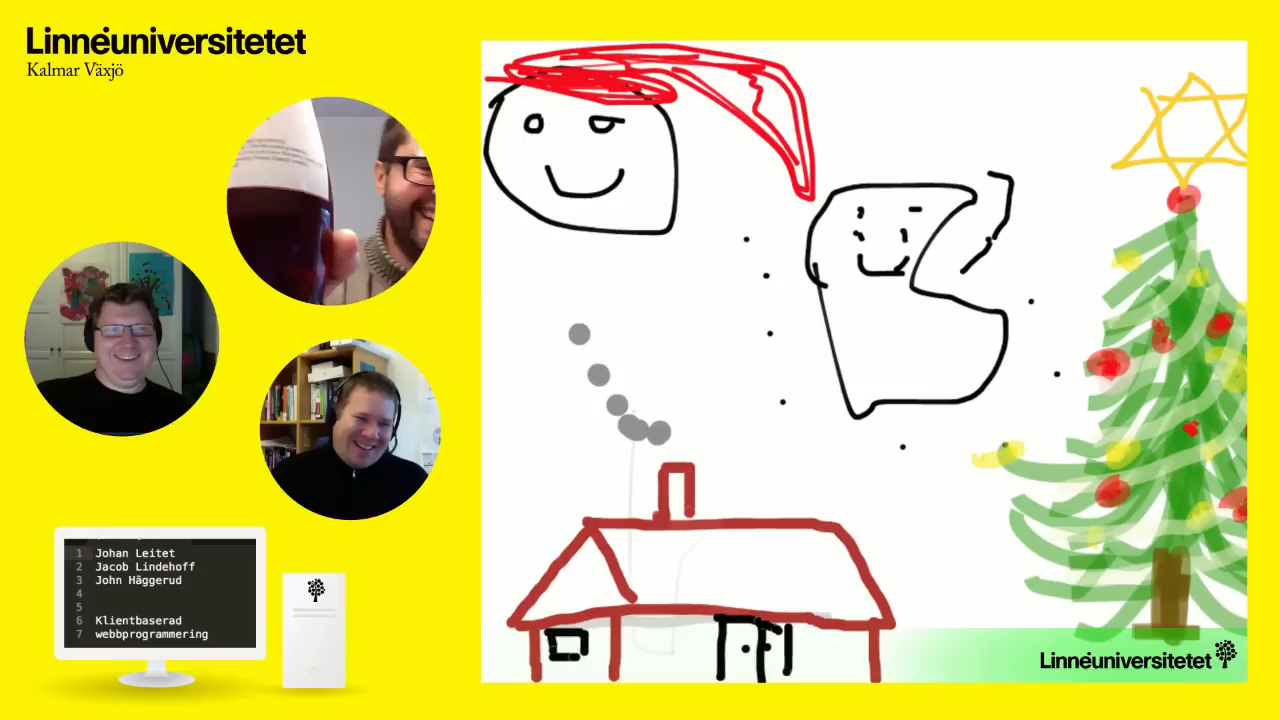 Linnéuniversitetet
Kalmar Växjö
1 Johan Leitet
2 Jacob Lindehoff
3 John Häggerud
4
5
6 Klientbaserad
7 webbprogrammering
Linnéuniversitetet